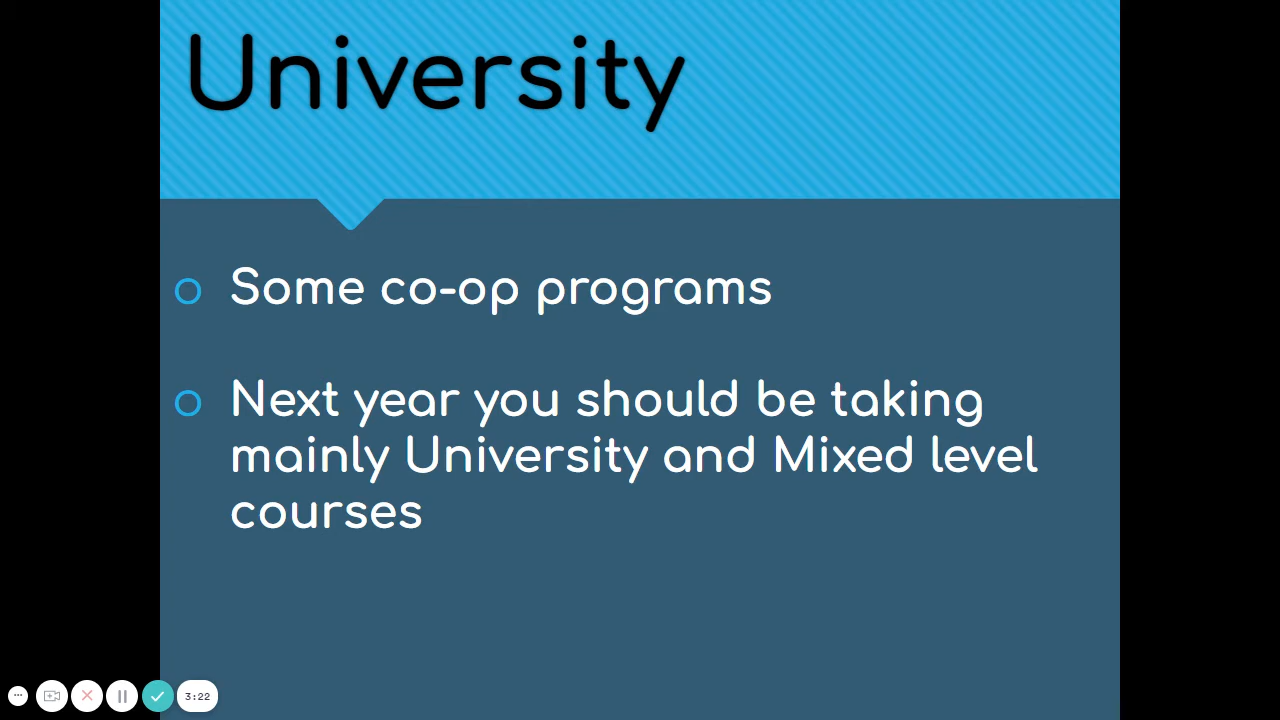 University
Some co-op programs
Next year you should be taking
mainly University and Mixed level
courses
3:22